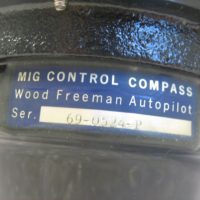 MIG CONTROL COMPASS
Wood Freeman Autopilot
Ser. 69-0524-P